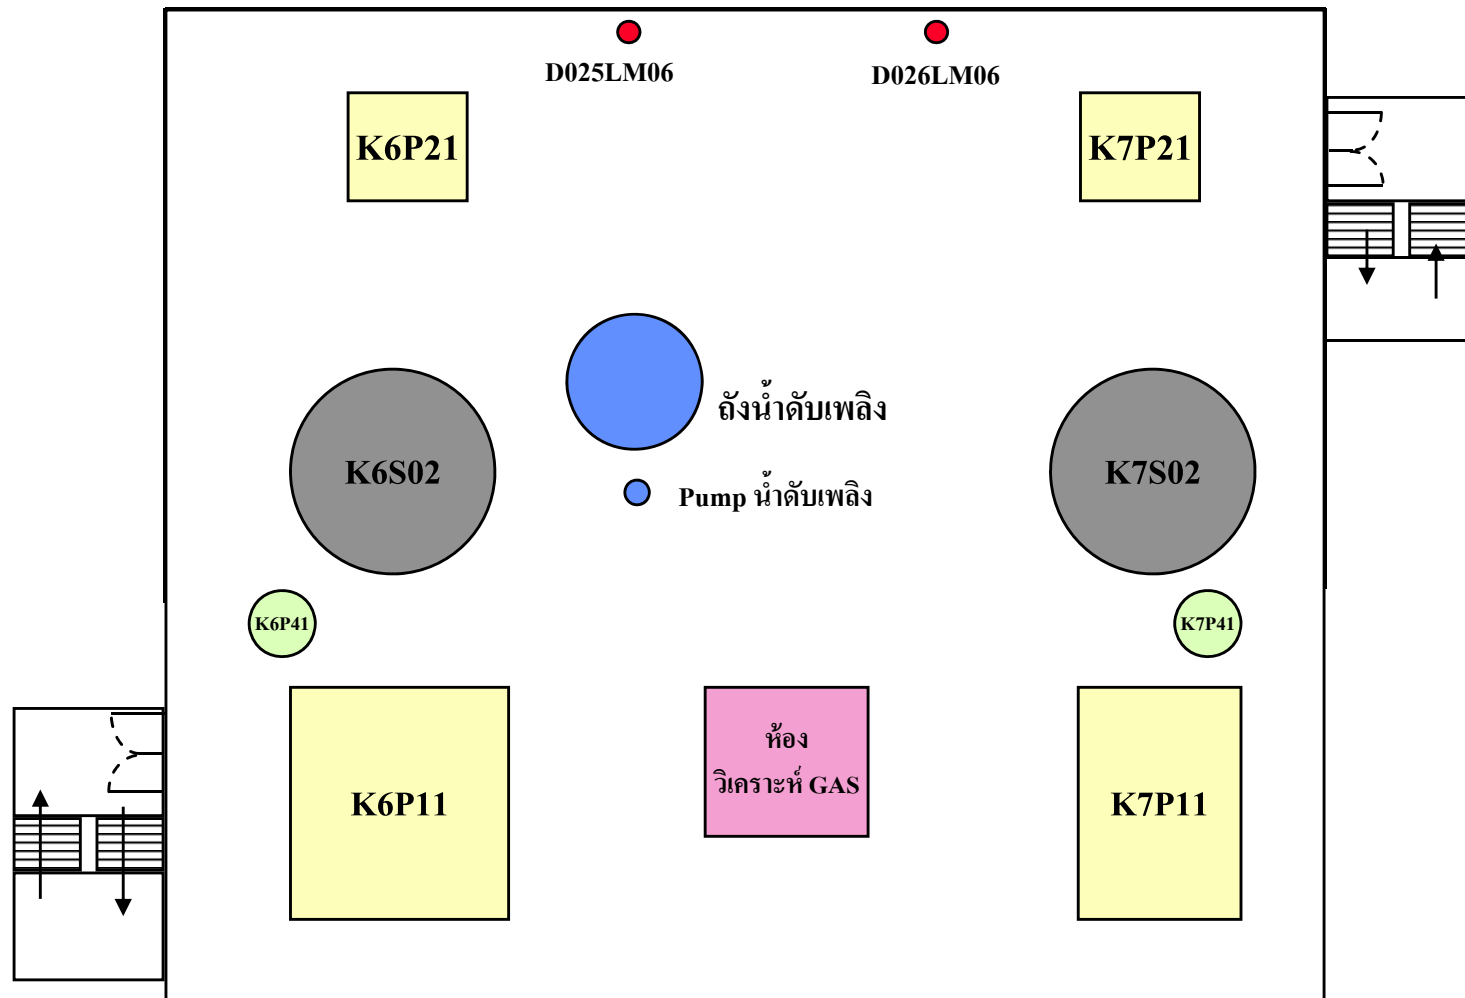 D025LM06
D026LM06
K6P21
K7P21
ถังน้ำดับเพลิง
K6S02
K7S02
Pump น้ำดับเพลิง
K6P41
K7P41
ห้อง
วิเคราะห์ GAS
K6P11
K7P11